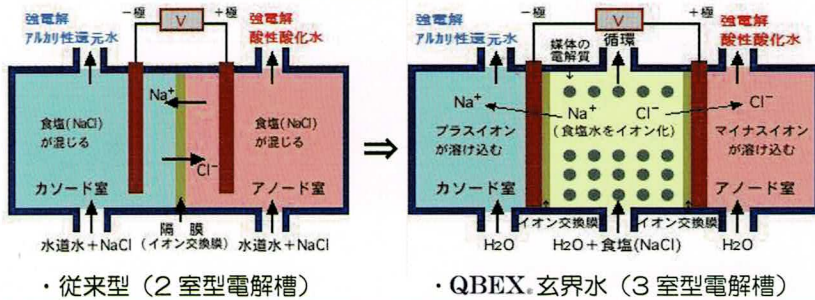 強電解
アルカリ性還元水
−極
V
+極
強電解
酸性酸化水
Na⁺
食塩(NaCl)
が混じる
食塩(NaCl)
が混じる
Cl⁻
カソード室
アノード室
隔 膜
(イオン交換膜)
水道水+NaCl
水道水+NaCl
・従来型(2室型電解槽)
⇒
強電解
アルカリ性還元水
−極
V
+極
強電解
酸性酸化水
媒体の
電解質
循環
Na⁺
Na⁺
Cl⁻
Cl⁻
(食塩水をイオン化)
プラスイオン
が溶け込む
マイナスイオン
が溶け込む
カソード室
アノード室
イオン交換膜
イオン交換膜
H2O
H2O+食塩(NaCl)
H2O
・QBEX® 玄界水(3室型電解槽)